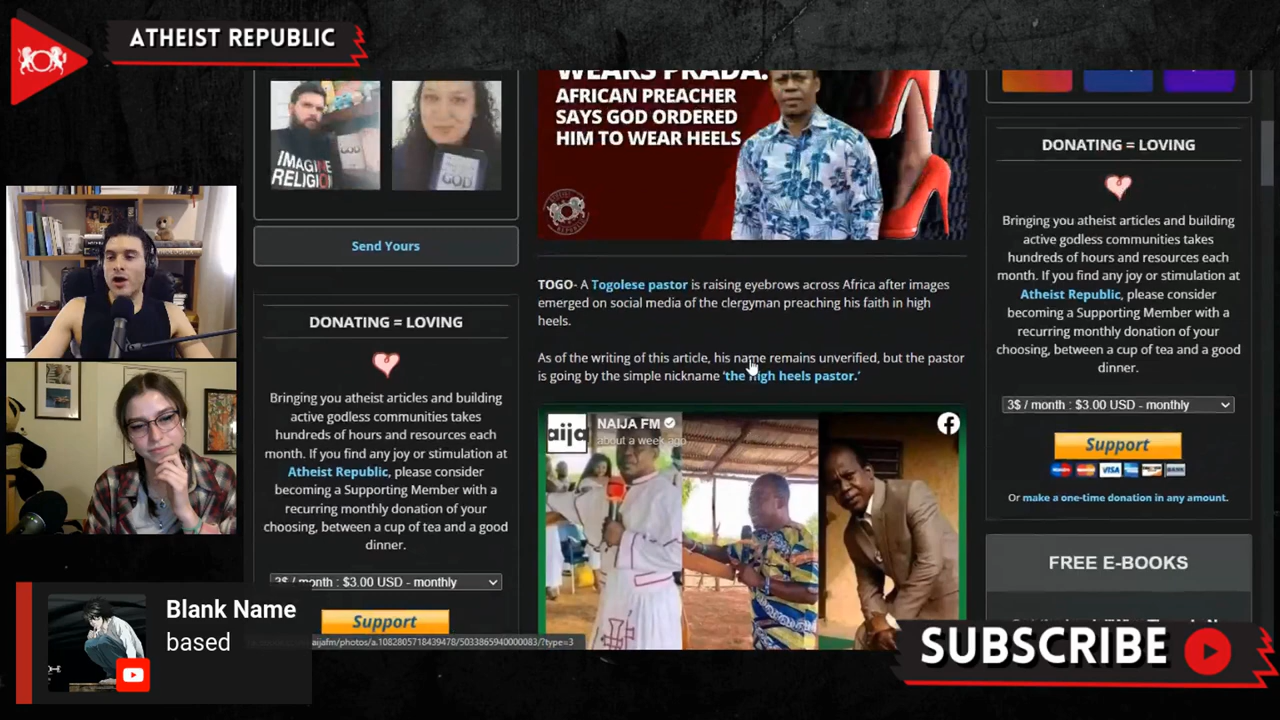 ATHEIST REPUBLIC
IMAGINE
RELIGION
GOD
GOD
Send Yours
DONATING = LOVING
Bringing you atheist articles and building
active godless communities takes
hundreds of hours and resources each
month. If you find any joy or stimulation at
Atheist Republic, please consider
becoming a Supporting Member with a
recurring monthly donation of your
choosing, between a cup of tea and a good
dinner.
3$ / month : $3.00 USD - monthly
Support
WEARS PRADA:
AFRICAN PREACHER
SAYS GOD ORDERED
HIM TO WEAR HEELS
TOGO- A Togolese pastor is raising eyebrows across Africa after images
emerged on social media of the clergyman preaching his faith in high
heels.
As of the writing of this article, his name remains unverified, but the pastor
is going by the simple nickname ‘the high heels pastor.’
aija
NAIJA FM
about a week ago
DONATING = LOVING
Bringing you atheist articles and building
active godless communities takes
hundreds of hours and resources each
month. If you find any joy or stimulation at
Atheist Republic, please consider
becoming a Supporting Member with a
recurring monthly donation of your
choosing, between a cup of tea and a good
dinner.
3$ / month : $3.00 USD - monthly
Support
VISA
BANK
Or make a one-time donation in any amount.
FREE E-BOOKS
Blank Name
based
SUBSCRIBE